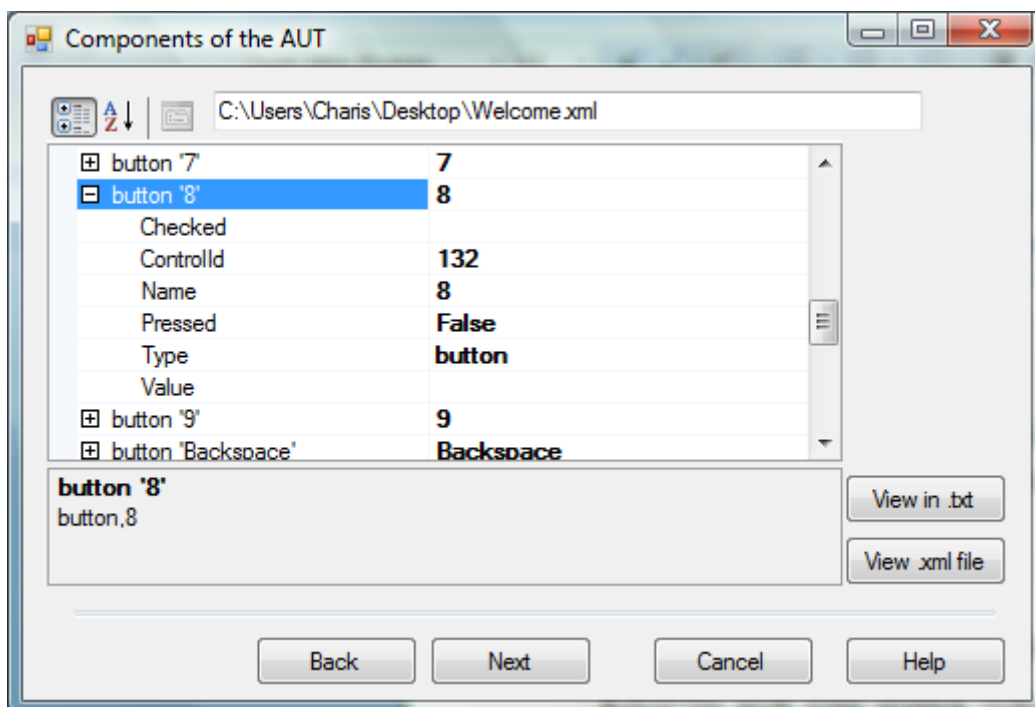 Components of the AUT
C:\Users\Charis\Desktop\Welcome.xml
button '7' 7
button '8' 8
Checked
ControlId 132
Name 8
Pressed False
Type button
Value
button '9' 9
button 'Backspace' Backspace
button '8'
button,8
View in .txt
View .xml file
Back Next Cancel Help